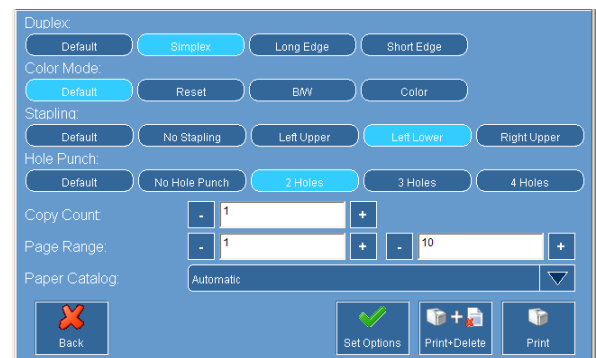 Duplex:
Default Simplex Long Edge Short Edge
Color Mode:
Default Reset B/W Color
Stapling:
Default No Stapling Left Upper Left Lower Right Upper
Hole Punch:
Default No Hole Punch 2 Holes 3 Holes 4 Holes
Copy Count: - 1 +
Page Range: - 1 + - 10 +
Paper Catalog: Automatic
Back Set Options Print+Delete Print